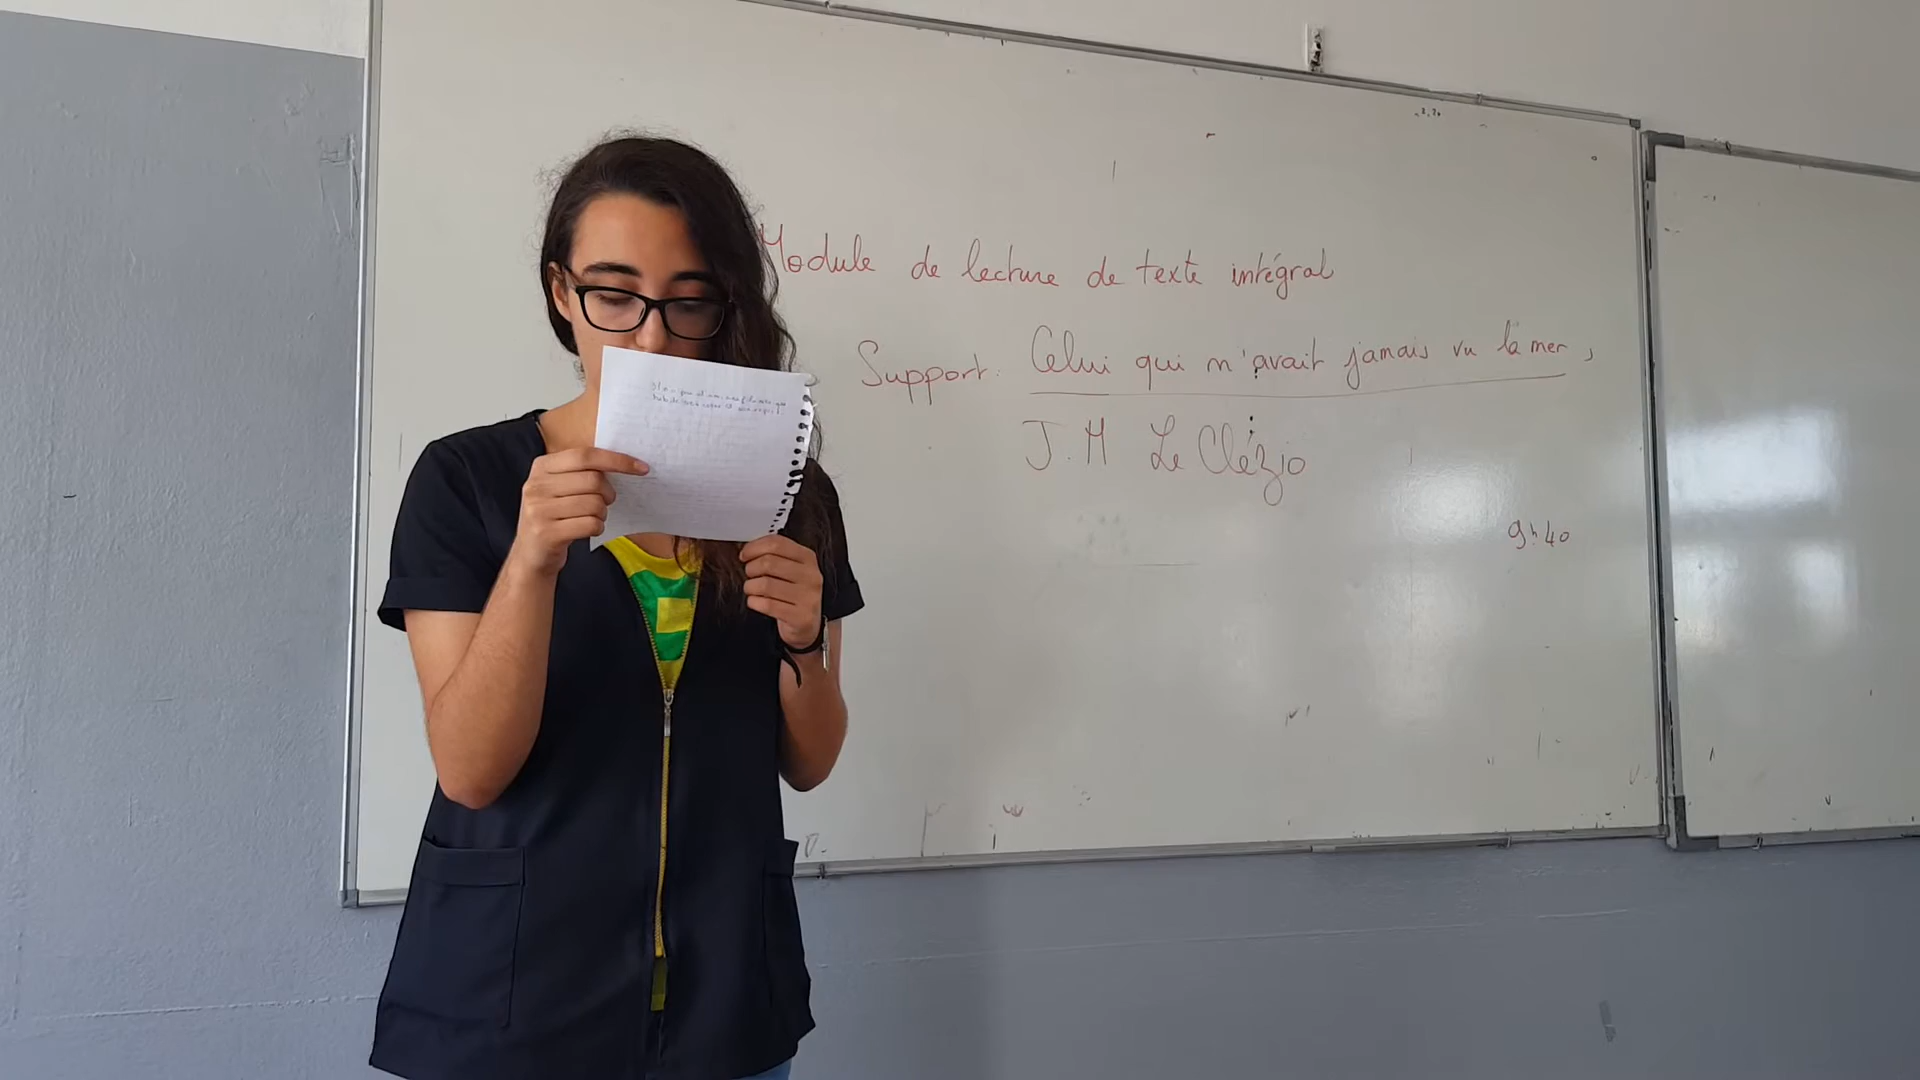 Module de lecture de texte intégral
Support: Celui qui n'avait jamais vu la mer,
J.M Le Clézio
9h40